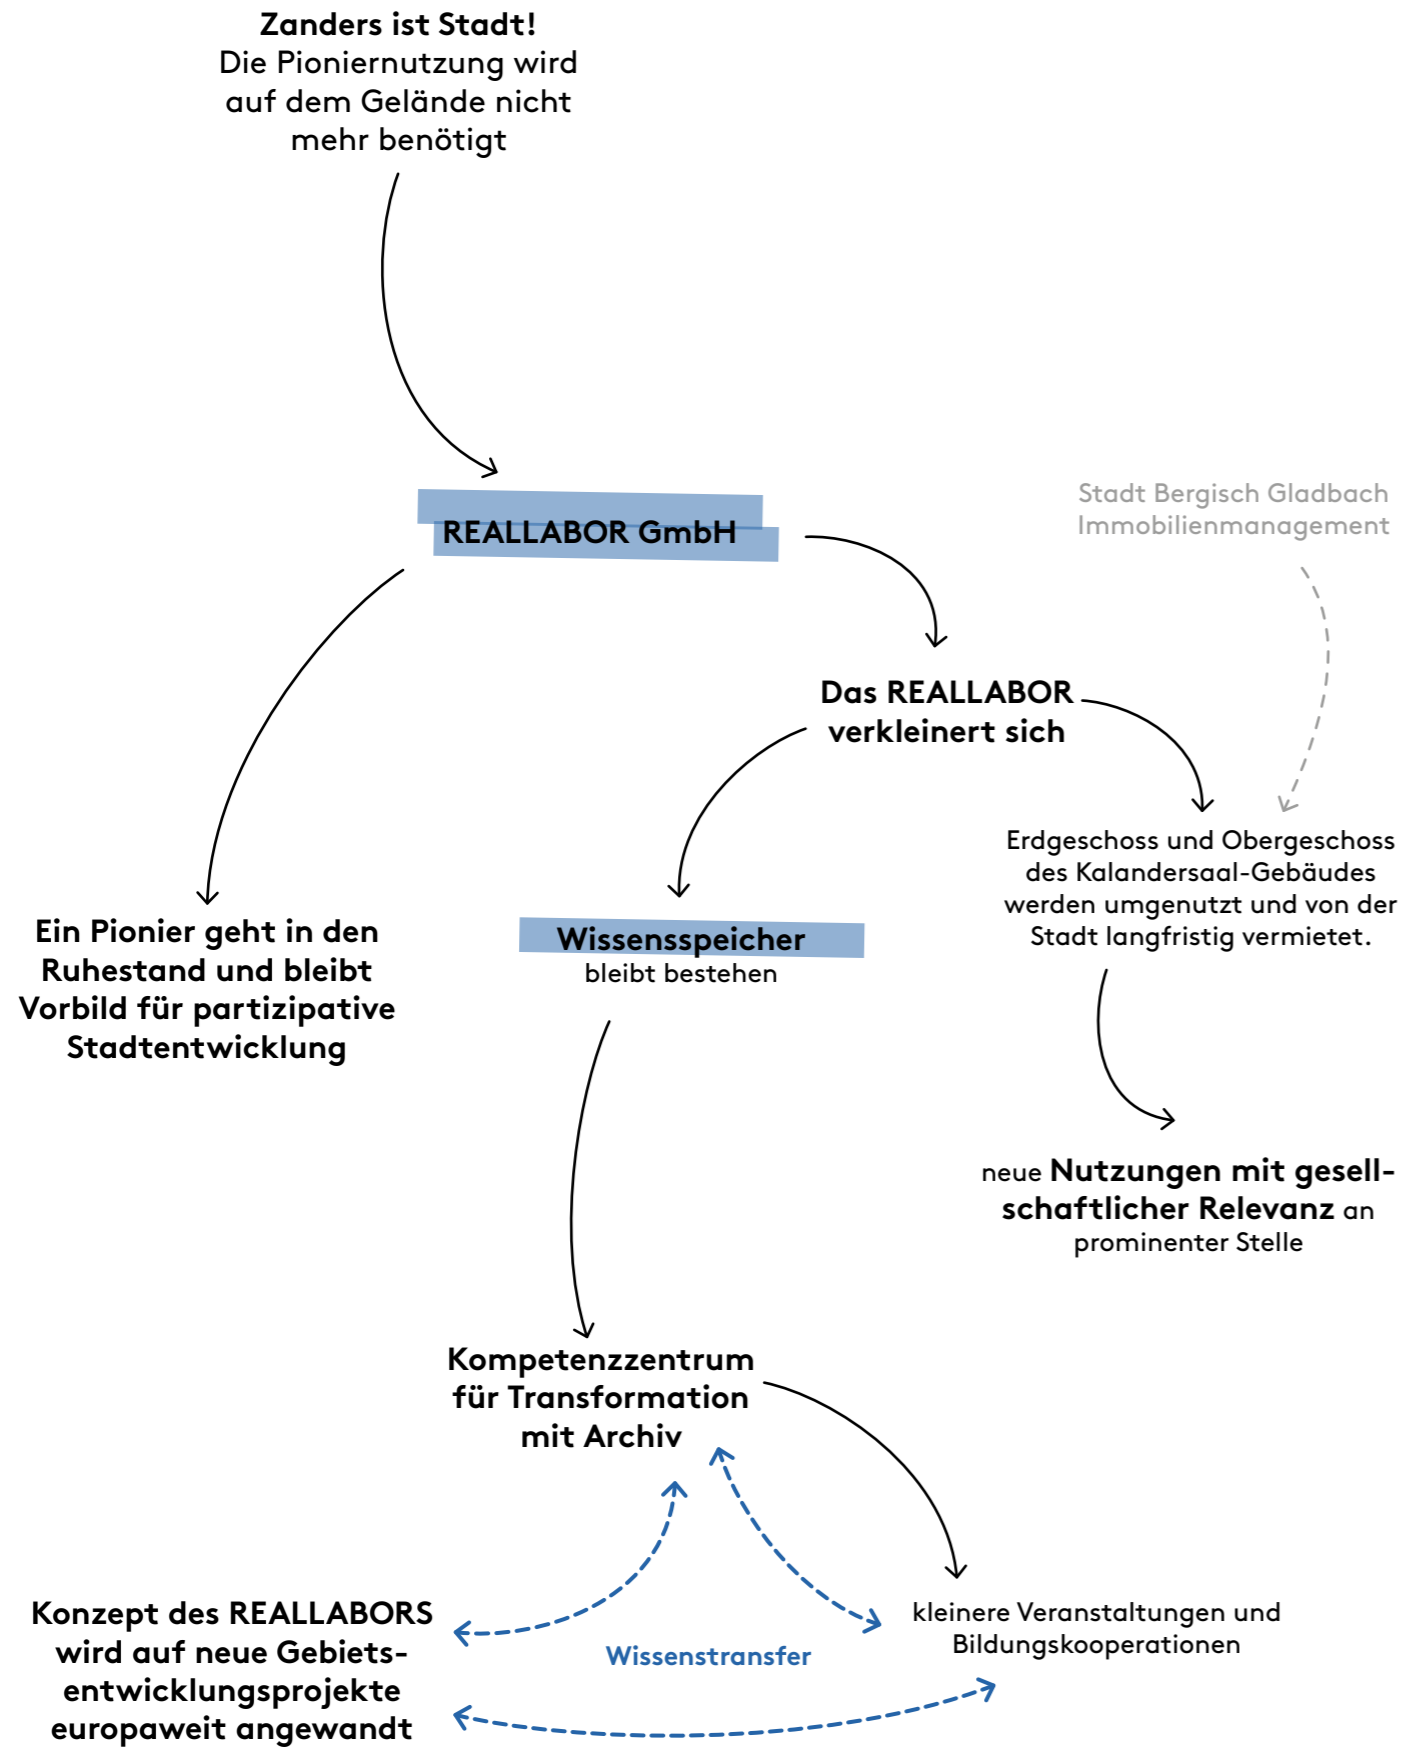 Zanders ist Stadt!
Die Pioniernutzung wird
auf dem Gelände nicht
mehr benötigt
REALLABOR GmbH
Stadt Bergisch Gladbach
Immobilienmanagement
Das REALLABOR
verkleinert sich
Erdgeschoss und Obergeschoss
des Kalandersaal-Gebäudes
werden umgenutzt und von der
Stadt langfristig vermietet.
Ein Pionier geht in den
Ruhestand und bleibt
Vorbild für partizipative
Stadtentwicklung
Wissensspeicher
bleibt bestehen
neue Nutzungen mit gesell-
schaftlicher Relevanz an
prominenter Stelle
Kompetenzzentrum
für Transformation
mit Archiv
Konzept des REALLABORS
wird auf neue Gebiets-
entwicklungsprojekte
europaweit angewandt
Wissenstransfer
kleinere Veranstaltungen und
Bildungskooperationen